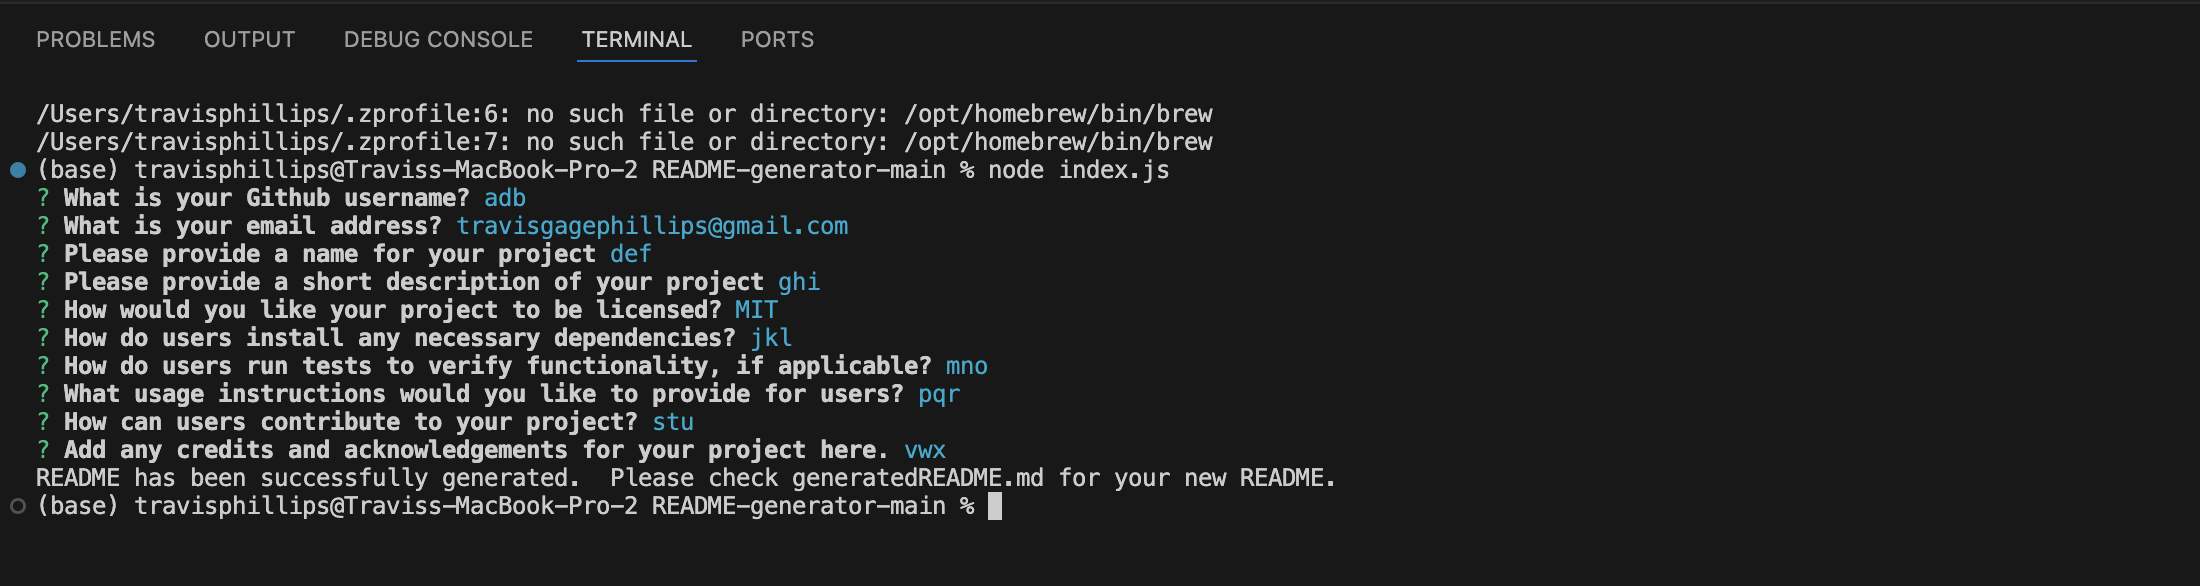 PROBLEMS OUTPUT DEBUG CONSOLE TERMINAL PORTS
/Users/travisphillips/.zprofile:6: no such file or directory: /opt/homebrew/bin/brew
/Users/travisphillips/.zprofile:7: no such file or directory: /opt/homebrew/bin/brew
(base) travisphillips@Traviss-MacBook-Pro-2 README-generator-main % node index.js
? What is your Github username? adb
? What is your email address? travisgagephillips@gmail.com
? Please provide a name for your project def
? Please provide a short description of your project ghi
? How would you like your project to be licensed? MIT
? How do users install any necessary dependencies? jkl
? How do users run tests to verify functionality, if applicable? mno
? What usage instructions would you like to provide for users? pqr
? How can users contribute to your project? stu
? Add any credits and acknowledgements for your project here. vwx
README has been successfully generated.  Please check generatedREADME.md for your new README.
(base) travisphillips@Traviss-MacBook-Pro-2 README-generator-main %